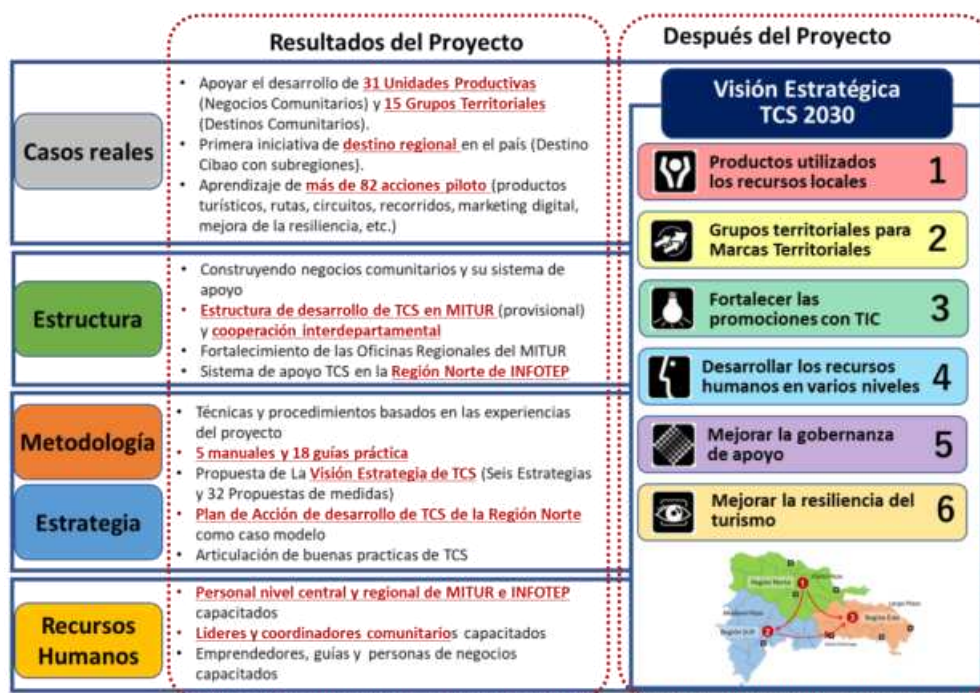 Resultados del Proyecto
Después del Proyecto
Casos reales
• Apoyar el desarrollo de 31 Unidades Productivas
(Negocios Comunitarios) y 15 Grupos Territoriales
(Destinos Comunitarios).
• Primera iniciativa de destino regional en el país (Destino
Cibao con subregiones).
• Aprendizaje de más de 82 acciones piloto (productos
turísticos, rutas, circuitos, recorridos, marketing digital,
mejora de la resiliencia, etc.)
Estructura
• Construyendo negocios comunitarios y su sistema de
apoyo
• Estructura de desarrollo de TCS en MITUR (provisional)
y cooperación interdepartamental
• Fortalecimiento de las Oficinas Regionales del MITUR
• Sistema de apoyo TCS en la Región Norte de INFOTEP
Metodología
Estrategia
• Técnicas y procedimientos basados en las experiencias
del proyecto
• 5 manuales y 18 guías práctica
• Propuesta de La Visión Estrategia de TCS (Seis Estrategias
y 32 Propuestas de medidas)
• Plan de Acción de desarrollo de TCS de la Región Norte
como caso modelo
• Articulación de buenas practicas de TCS
Recursos
Humanos
• Personal nivel central y regional de MITUR e INFOTEP
capacitados
• Líderes y coordinadores comunitarios capacitados
• Emprendedores, guías y personas de negocios
capacitados
Visión Estratégica
TCS 2030
Productos utilizados
los recursos locales
1
Grupos territoriales para
Marcas Territoriales
2
Fortalecer las
promociones con TIC
3
Desarrollar los recursos
humanos en varios niveles
4
Mejorar la gobernanza
de apoyo
5
Mejorar la resiliencia del
turismo
6
Región Norte
1
Región Sur
2
3
Región Este